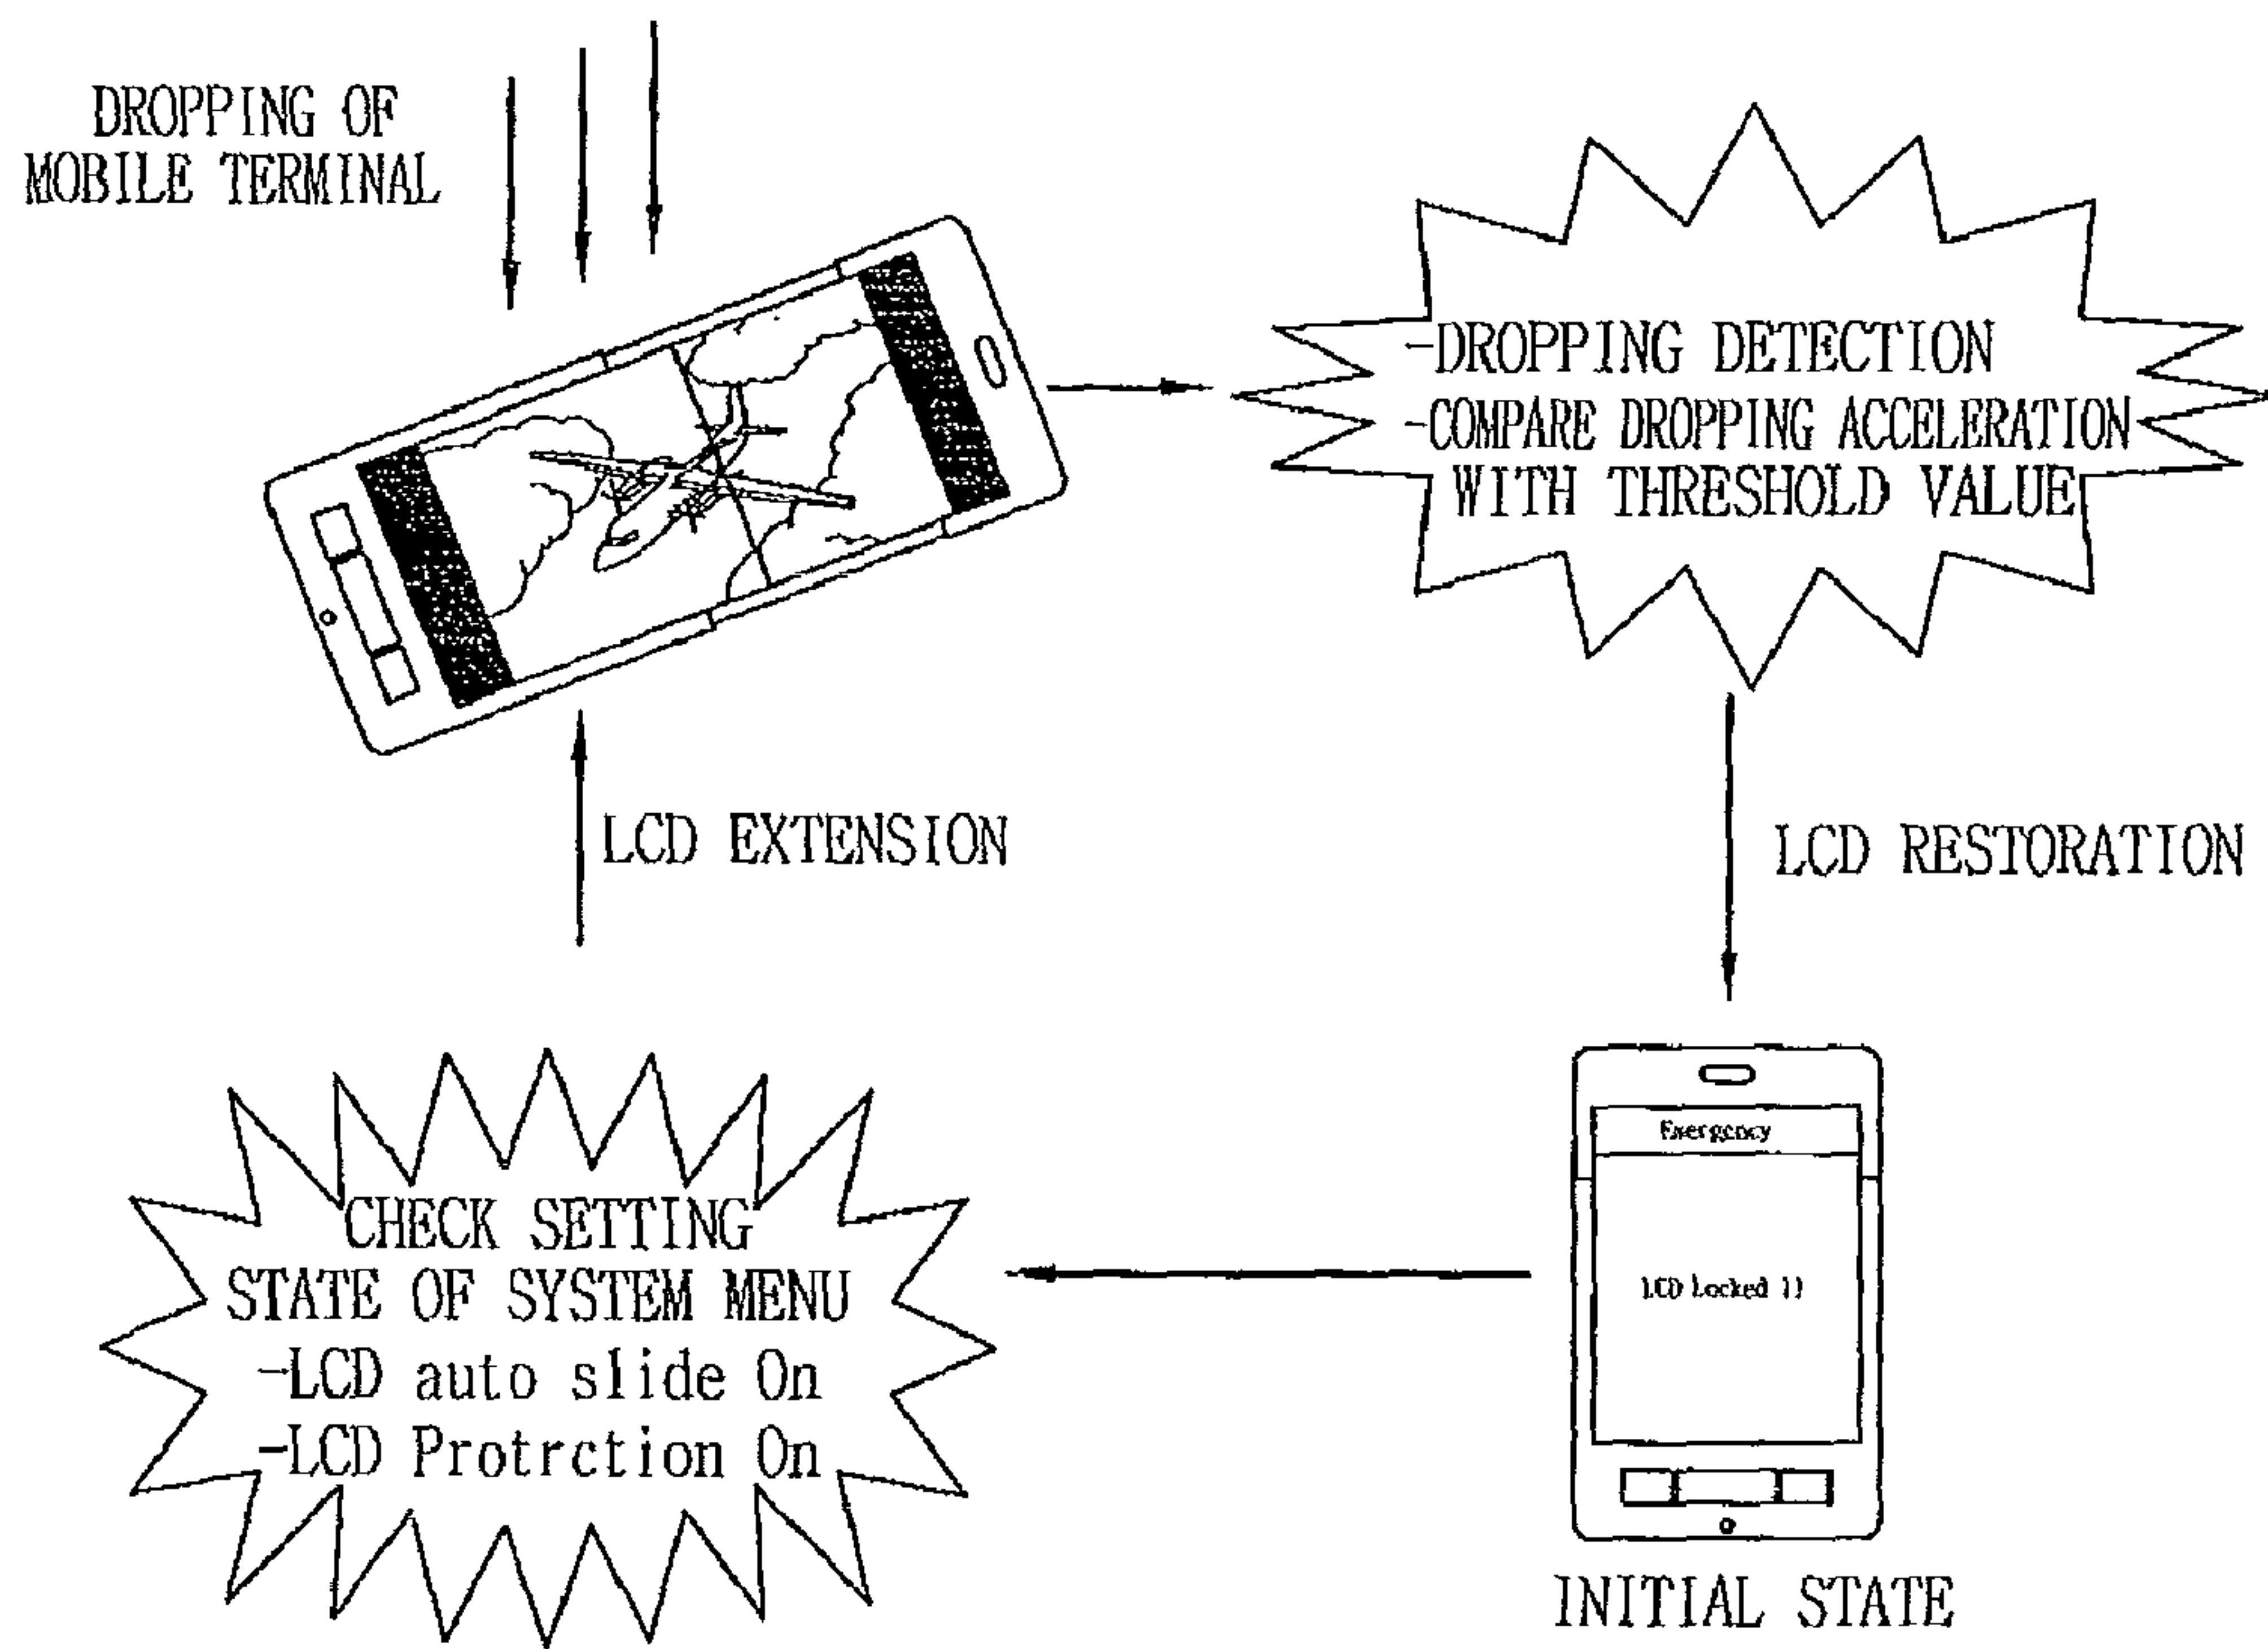 DROPPING OF
MOBILE TERMINAL
-DROPPING DETECTION
-COMPARE DROPPING ACCELERATION
WITH THRESHOLD VALUE
LCD EXTENSION
LCD RESTORATION
Emergency
LCD Locked !!
CHECK SETTING
STATE OF SYSTEM MENU
-LCD auto slide On
-LCD Protrction On
INITIAL STATE